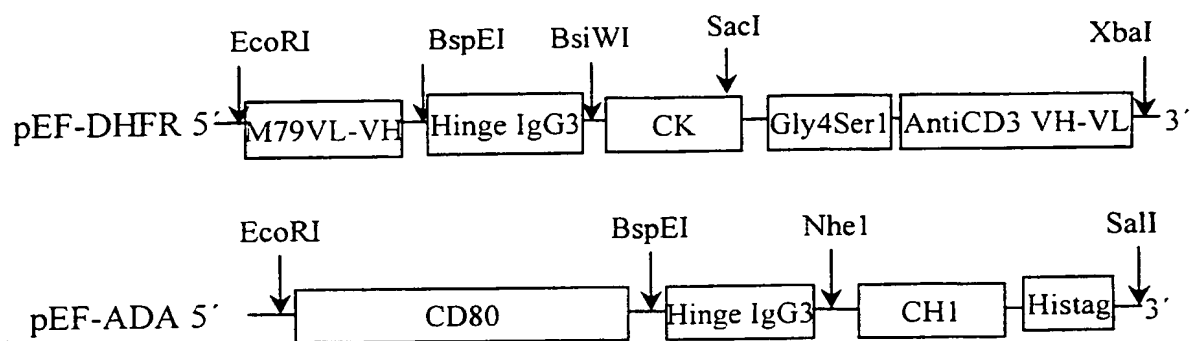 EcoRI BspEI BsiWI SacI XbaI
pEF-DHFR 5´ M79VL-VH Hinge IgG3 CK Gly4Ser1 AntiCD3 VH-VL 3´
EcoRI BspEI Nhe1 SalI
pEF-ADA 5´ CD80 Hinge IgG3 CH1 Histag 3´